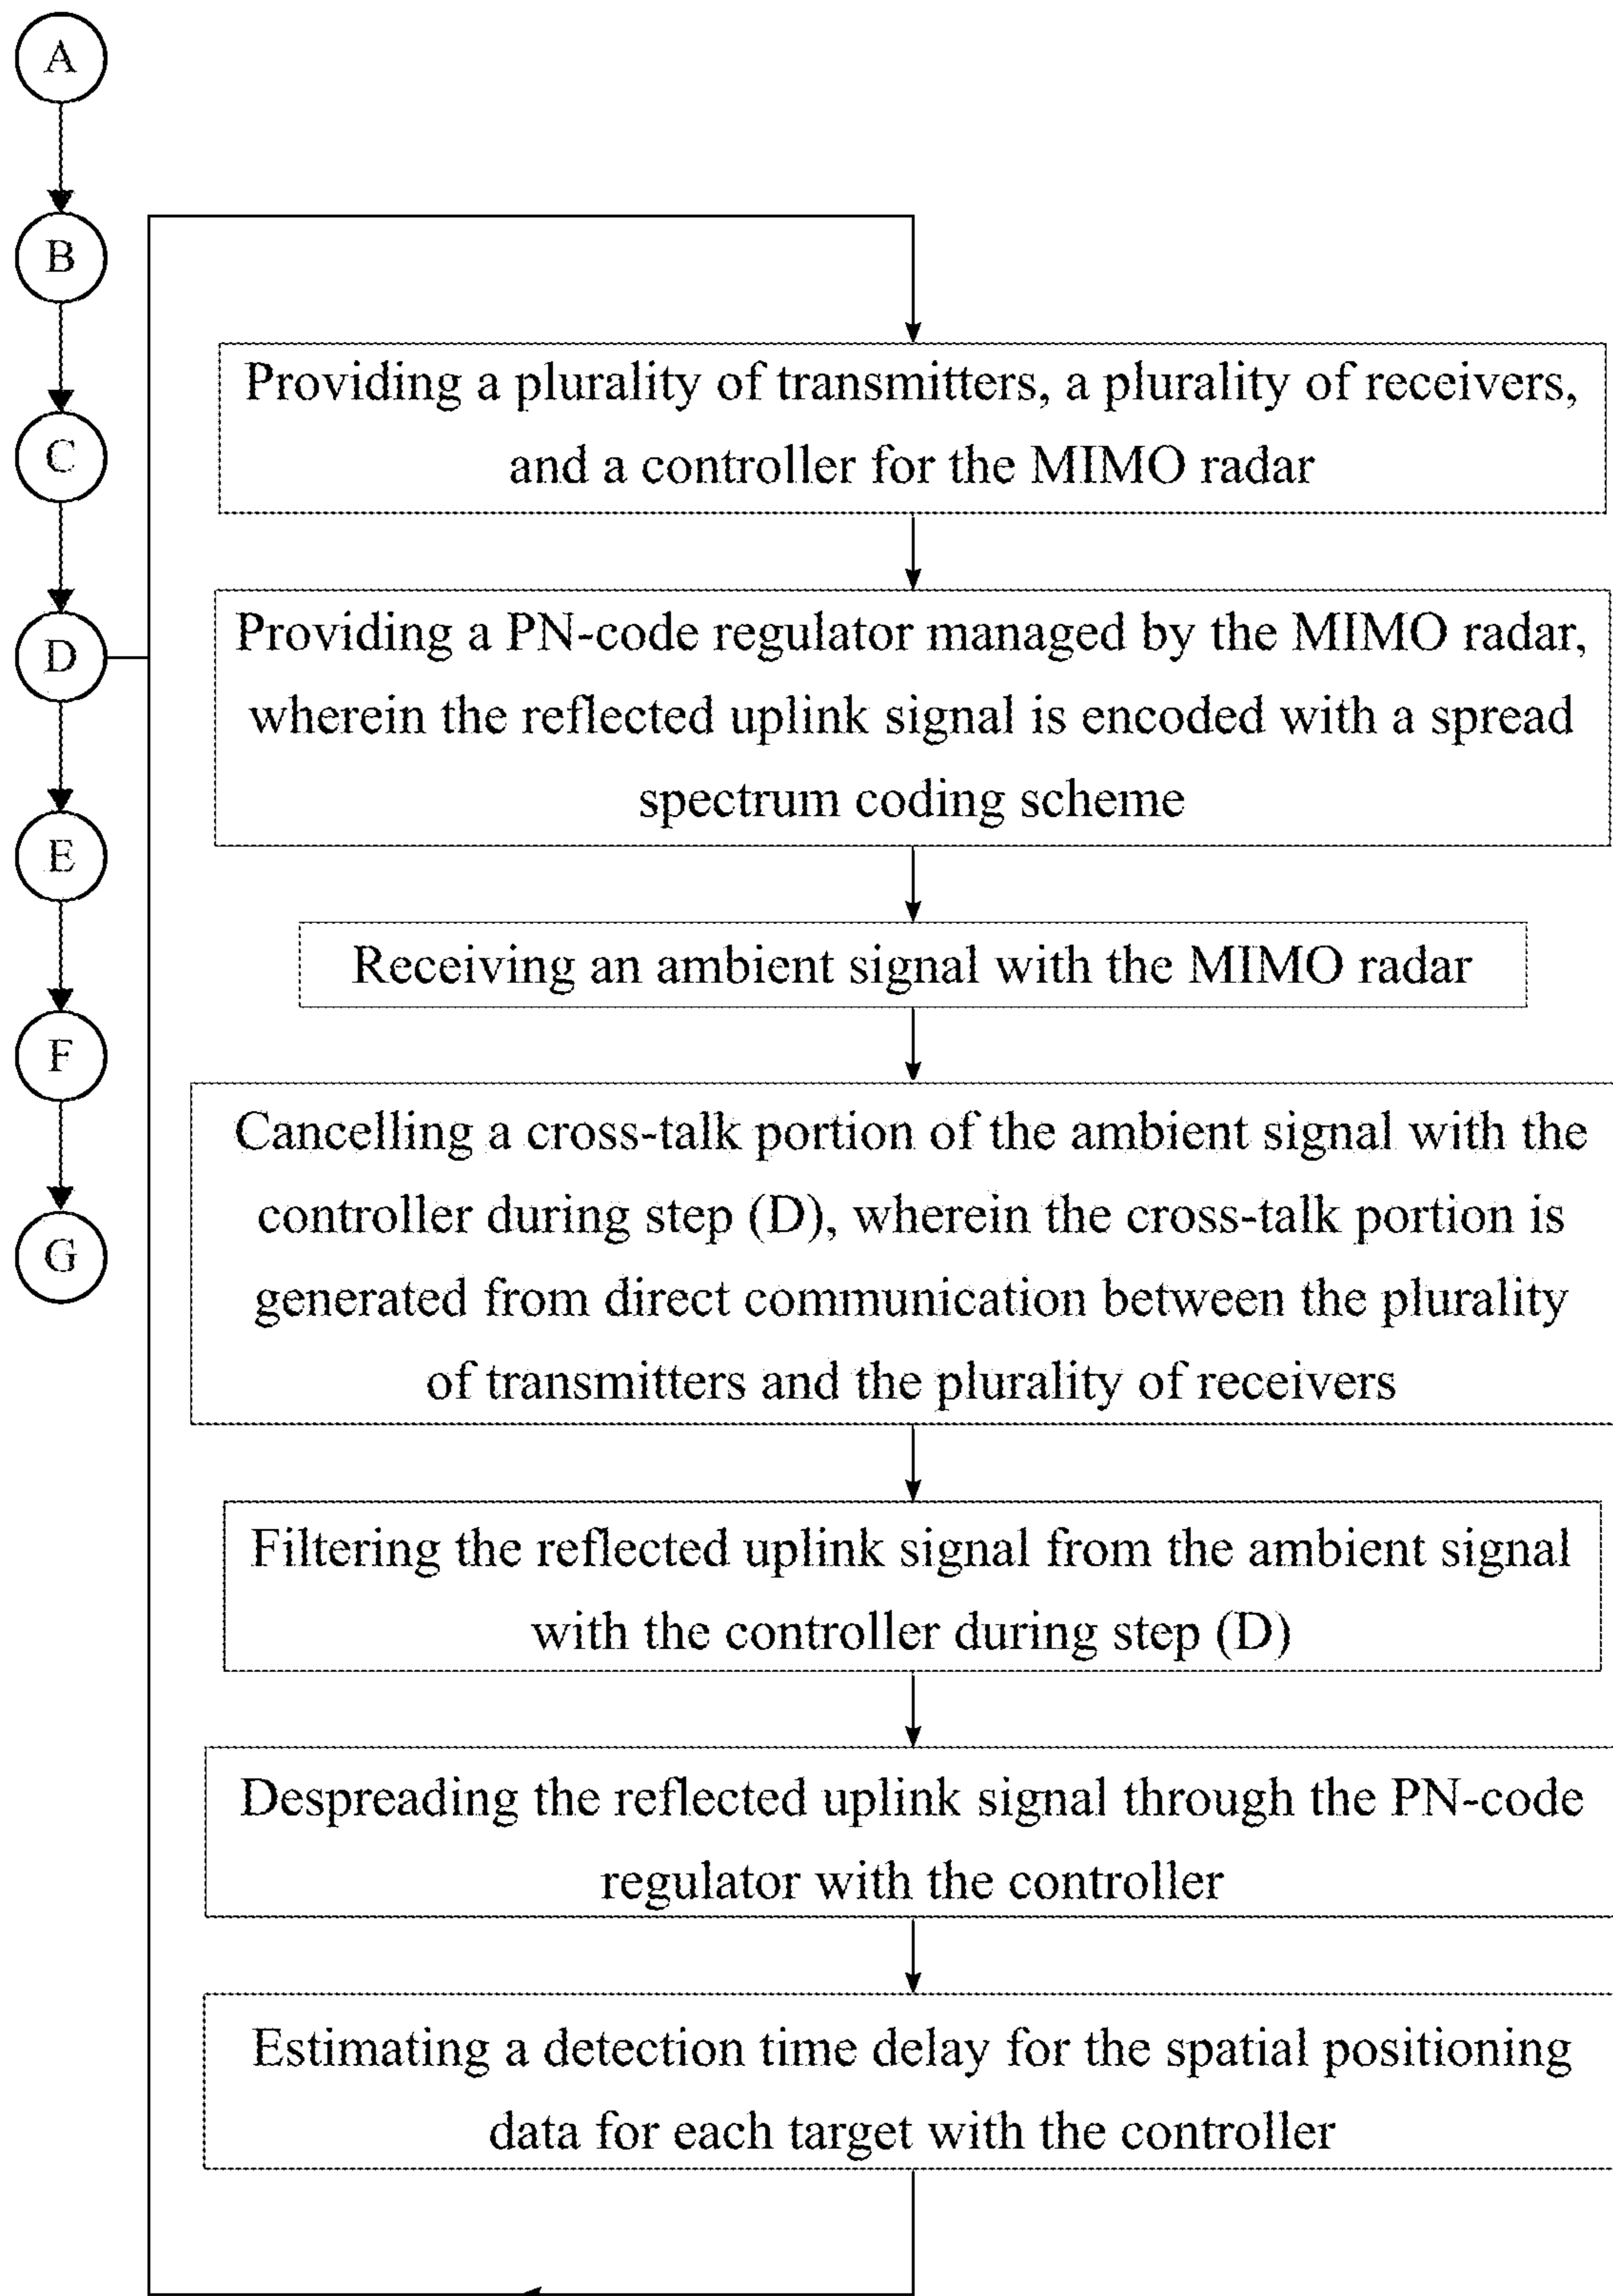 A
B
C
D
E
F
G
Providing a plurality of transmitters, a plurality of receivers,
and a controller for the MIMO radar
Providing a PN-code regulator managed by the MIMO radar,
wherein the reflected uplink signal is encoded with a spread
spectrum coding scheme
Receiving an ambient signal with the MIMO radar
Cancelling a cross-talk portion of the ambient signal with the
controller during step (D), wherein the cross-talk portion is
generated from direct communication between the plurality
of transmitters and the plurality of receivers
Filtering the reflected uplink signal from the ambient signal
with the controller during step (D)
Despreading the reflected uplink signal through the PN-code
regulator with the controller
Estimating a detection time delay for the spatial positioning
data for each target with the controller